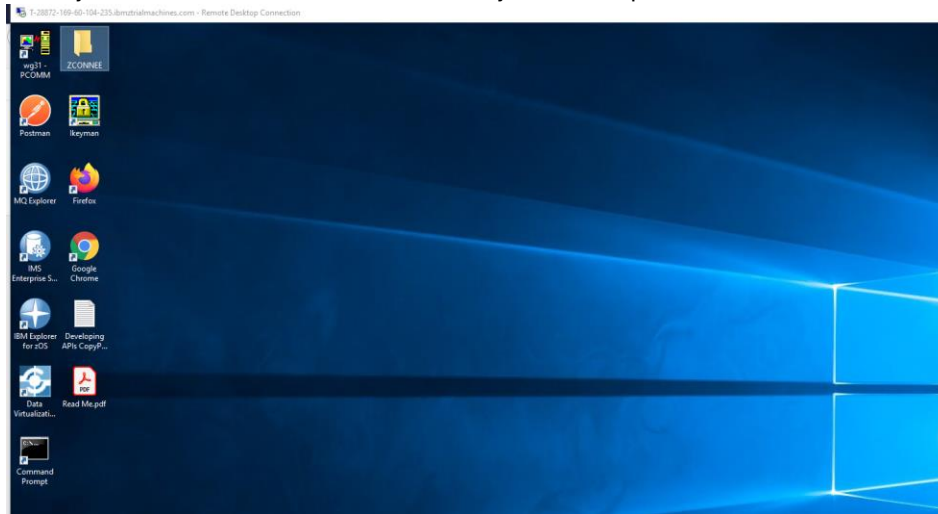 T-28872-169-60-104-235.ibmztrialmachines.com - Remote Desktop Connection
wg31 -
PCOMM
ZCONNEE
Postman
Ikeyman
MQ Explorer
Firefox
IMS
Enterprise S...
Google
Chrome
IBM Explorer
for zOS
Developing
APIs CopyP...
Data
Virtualizati...
PDF
Read Me.pdf
Command
Prompt